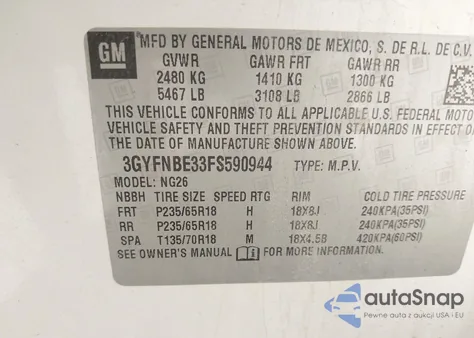 GM
MFD BY GENERAL MOTORS DE MEXICO, S. DE R.L. DE C.V.
GVWR GAWR FRT GAWR RR
2480 KG 1410 KG 1300 KG
5467 LB 3108 LB 2866 LB
THIS VEHICLE CONFORMS TO ALL APPLICABLE U.S. FEDERAL MOTOR
VEHICLE SAFETY AND THEFT PREVENTION STANDARDS IN EFFECT ON
THE DATE OF MANUFACTURE SHOWN ABOVE.
3GYFNBE33FS590944 TYPE: M.P.V.
MODEL: NG26
NBBH TIRE SIZE SPEED RTG RIM COLD TIRE PRESSURE
FRT P235/65R18 H 18X8J 240KPA(35PSI)
RR P235/65R18 H 18X8J 240KPA(35PSI)
SPA T135/70R18 M 18X4.5B 420KPA(60PSI)
SEE OWNER'S MANUAL FOR MORE INFORMATION.
autoSnap
Pewne auta z aukcji USA i EU